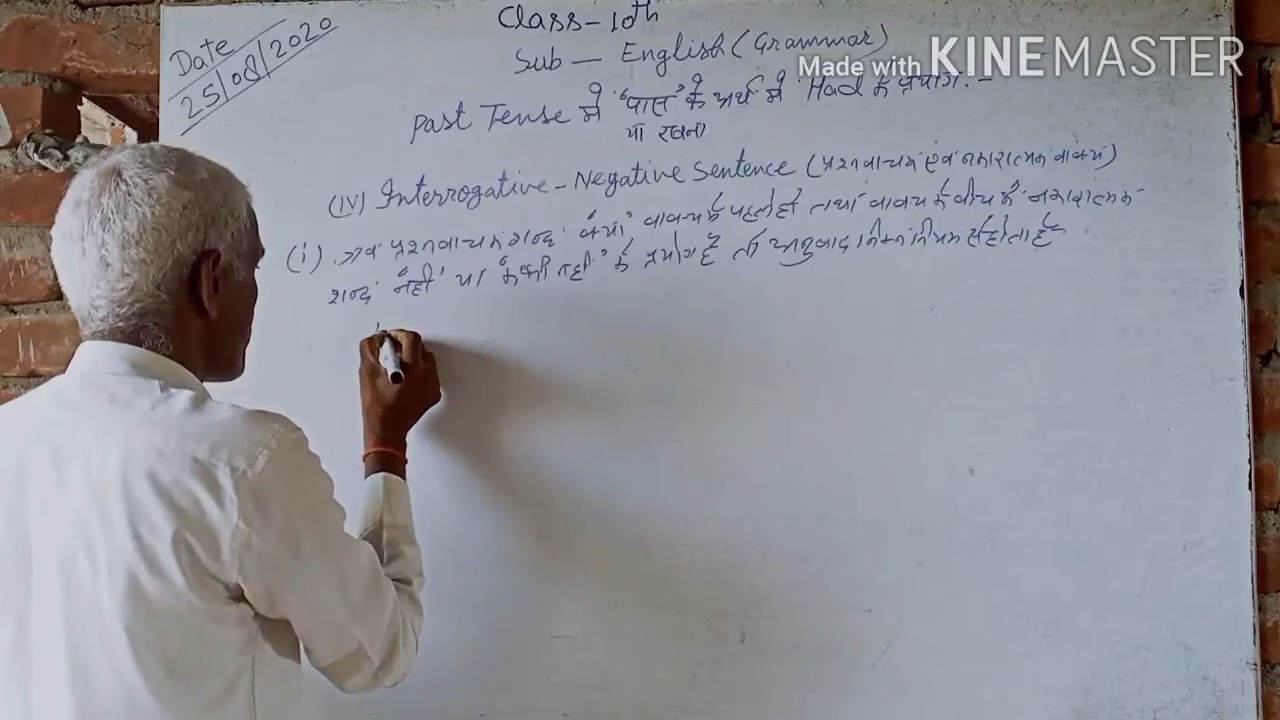 Class-10th
Date
25/08/2020
Sub — English (Grammar)
Made with KINEMASTER
Past Tense में 'पास' के अर्थ में 'Had' के प्रयोग :-
या रखना
(IV) Interrogative - Negative Sentence (प्रश्नवाचक एवं नकारात्मक वाक्य)
(i) जब प्रश्नवाचक शब्द 'क्या' वाक्य के पहले हो तथा वाक्य के बीच में नकारात्मक
शब्द 'नहीं' या 'कभी नहीं' के प्रयोग हैं तो अनुवाद निम्न नियम से होता है